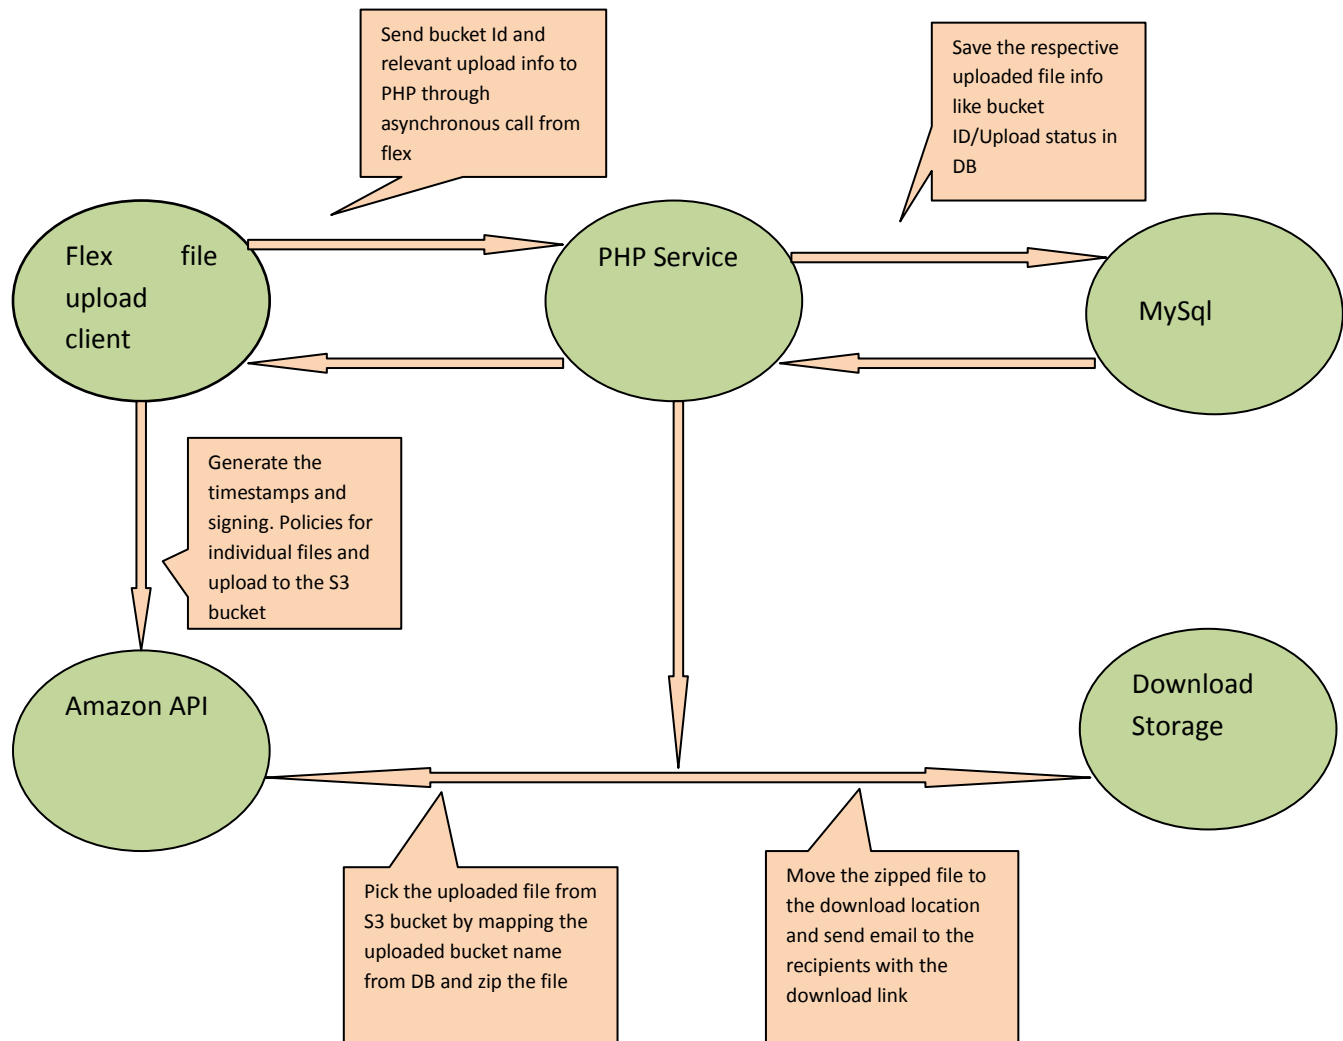 Send bucket Id and
relevant upload info to
PHP through
asynchronous call from
flex
Save the respective
uploaded file info
like bucket
ID/Upload status in
DB
Flex file
upload
client
PHP Service
MySql
Generate the
timestamps and
signing. Policies for
individual files and
upload to the S3
bucket
Amazon API
Download
Storage
Pick the uploaded file from
S3 bucket by mapping the
uploaded bucket name
from DB and zip the file
Move the zipped file to
the download location
and send email to the
recipients with the
download link